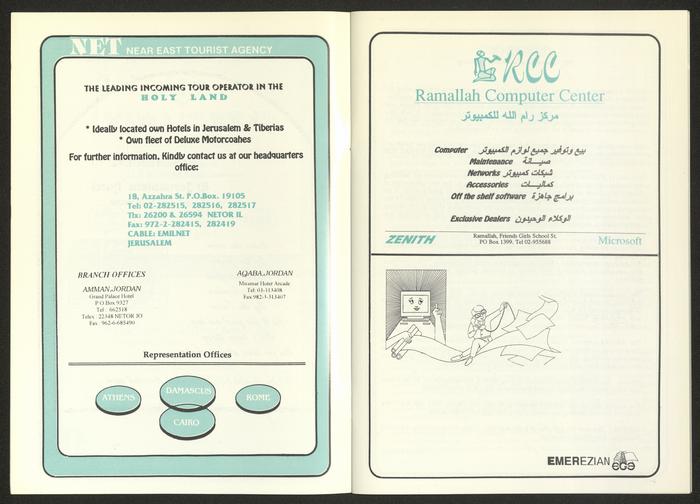 NET NEAR EAST TOURIST AGENCY
THE LEADING INCOMING TOUR OPERATOR IN THE
HOLY LAND
* Ideally located own Hotels in Jerusalem & Tiberias
* Own fleet of Deluxe Motorcoahes
For further information, Kindly contact us at our headquarters
office:
18, Azzahra St. P.O.Box. 19105
Tel: 02-282515, 282516, 282517
Tlx: 26200 & 26594 NETOR IL
Fax: 972-2-282415, 282419
CABLE: EMILNET
JERUSALEM
BRANCH OFFICES
AMMAN,JORDAN
Grand Palace Hotel
P.O.Box 9327
Tel : 662518
Telex : 22348 NETOR JO
Fax : 962-6-685490
AQABA,JORDAN
Miramar Hotel Arcade
Tel: 03-313408
Fax:962-3-313407
Representation Offices
ATHENS
DAMASCUS
ROME
CAIRO
RCC
Ramallah Computer Center
مركز رام الله للكمبيوتر
Computer بيع وتوفير جميع لوازم الكمبيوتر
Maintenance صيـــانة
Networks شبكات كمبيوتر
Accessories كماليـــات
Off the shelf software برامج جاهزة
Exclusive Dealers الوكلاء الوحيدون
ZENITH
Ramallah, Friends Girls School St.
PO Box 1399, Tel 02-955688
Microsoft
EMEREZIAN